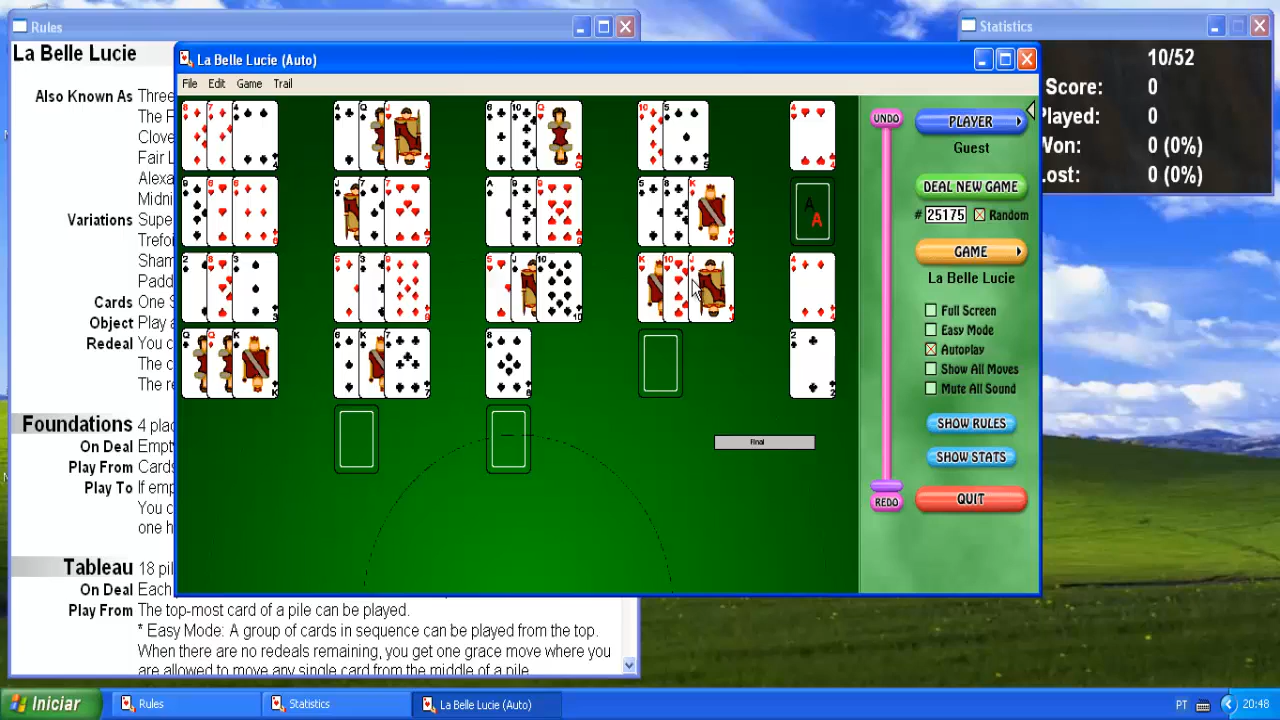 Rules
La Belle Lucie
Also Known As Three
The F
Clove
Fair L
Alexa
Midni
Variations Supe
Trefoi
Sham
Paddi
Cards One S
Object Play a
Redeal You c
The c
The re
Foundations 4 plac
On Deal Empt
Play From Cards
Play To If emp
You c
one h
Tableau 18 pil
On Deal Each
Play From The top-most card of a pile can be played.
* Easy Mode: A group of cards in sequence can be played from the top.
When there are no redeals remaining, you get one grace move where you
are allowed to move any single card from the middle of a pile.
La Belle Lucie (Auto)
File Edit Game Trail
Final
UNDO
REDO
PLAYER
Guest
DEAL NEW GAME
# 25175 Random
GAME
La Belle Lucie
Full Screen
Easy Mode
Autoplay
Show All Moves
Mute All Sound
SHOW RULES
SHOW STATS
QUIT
Statistics
10/52
Score: 0
Played: 0
Won: 0 (0%)
Lost: 0 (0%)
Iniciar Rules Statistics La Belle Lucie (Auto) PT 20:48